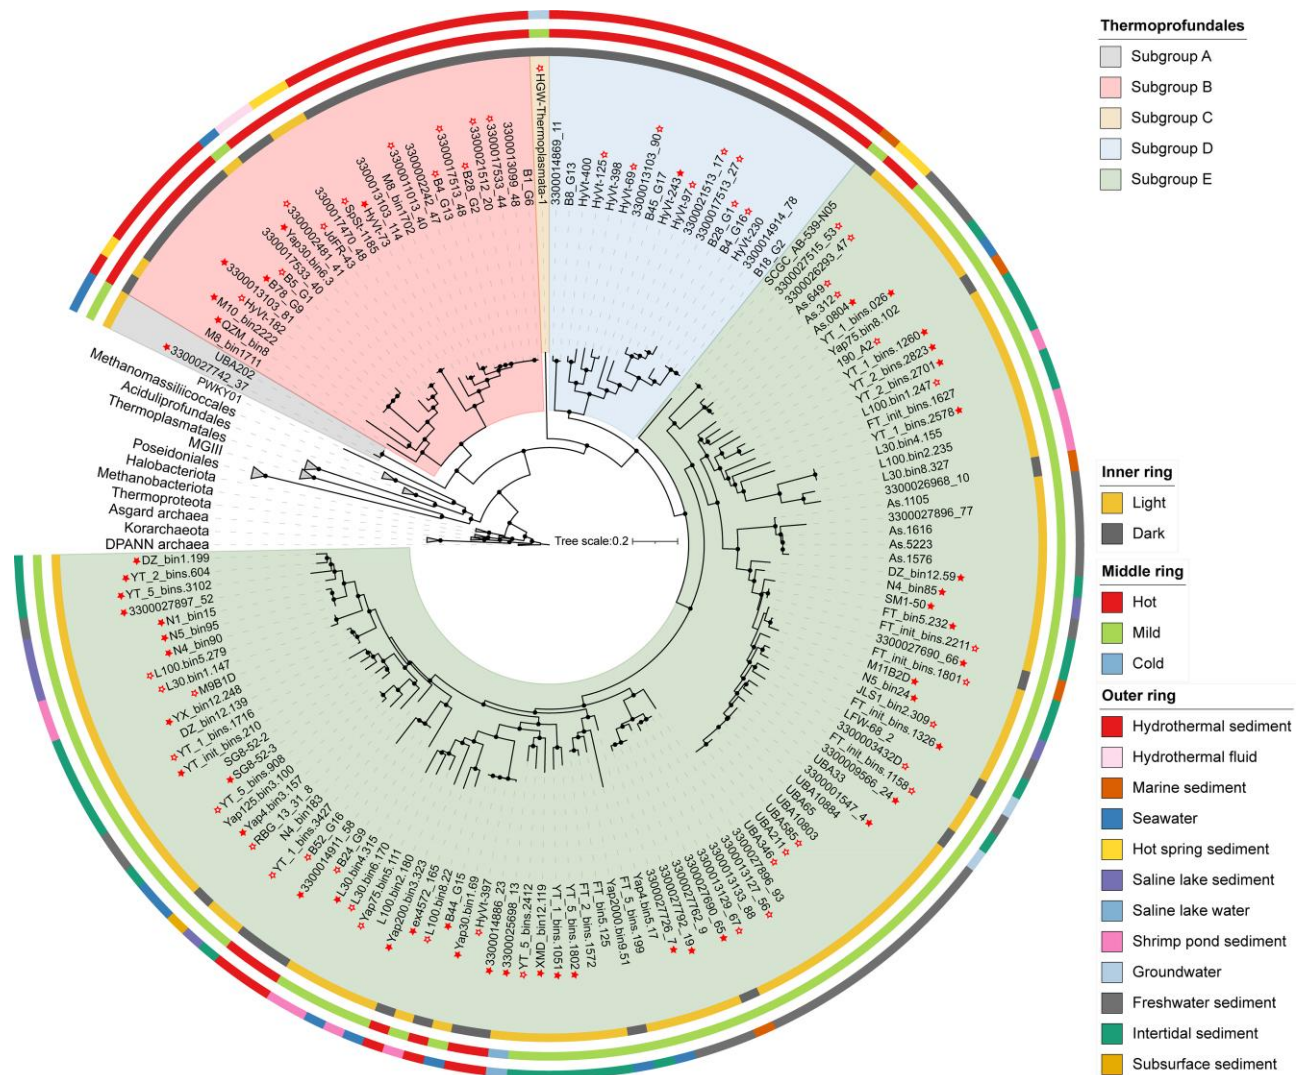 Thermoprofundales
Subgroup A
Subgroup B
Subgroup C
Subgroup D
Subgroup E
Inner ring
Light
Dark
Middle ring
Hot
Mild
Cold
Outer ring
Hydrothermal sediment
Hydrothermal fluid
Marine sediment
Seawater
Hot spring sediment
Saline lake sediment
Saline lake water
Shrimp pond sediment
Groundwater
Freshwater sediment
Intertidal sediment
Subsurface sediment
Tree scale:0.2
DPANN archaea
Korarchaeota
Asgard archaea
Thermoproteota
Methanobacteriota
Halobacteriota
Poseidoniales
MGIII
Thermoplasmatales
Aciduliprofundales
Methanomassiliicoccales
PWKY01
3300027742_37
UBA202
M8_bin1711
QZM_bin8
M10_bin2222
HyVt-182
3300013103_81
B78_G9
B5_G1
3300017533_40
Yap30.bin6.3
3300002481_41
JdFR-43
3300017470_48
SpSt-1185
HyVt-73
3300013103_114
M8_bin1702
3300011013_40
3300002242_47
B4_G13
3300017513_48
B28_G2
3300021512_20
3300017533_44
3300013099_48
B1_G6
HGW-Thermoplasmata-1
3300014869_11
B8_G13
HyVt-400
HyVt-125
HyVt-398
HyVt-69
3300013103_90
B45_G17
HyVt-243
HyVt-97
3300021513_17
3300017513_27
B28_G1
B4_G16
HyVt-230
3300014914_78
B18_G2
SCGC_AB-539-N05
3300027515_53
3300026293_47
As.649
As.312
As.0804
YT_1_bins.026
Yap75.bin8.102
190_A2
YT_1_bins.1260
YT_2_bins.2823
YT_2_bins.2701
L100.bin1.247
FT_init_bins.1627
YT_1_bins.2578
L30.bin4.155
L100.bin2.235
L30.bin8.327
3300026968_10
As.1105
3300027896_77
As.1616
As.5223
As.1576
DZ_bin12.59
N4_bin85
SM1-50
FT_bin5.232
FT_init_bins.2211
3300027690_66
FT_init_bins.1801
M11B2D
N5_bin24
JLS1_bin2.309
FT_init_bins.1326
LFW-68_2
3300003432D
FT_init_bins.1158
3300009566_24
UBA33
3300001547_4
UBA10884
UBA65
UBA10803
UBA585
UBA211
UBA346
3300027896_93
3300013127_56
3300013133_88
3300013129_67
3300027690_65
3300027762_9
3300027792_19
3300027726_7
Yap4.bin5.17
FT_5_bins.199
Yap2000.bin9.51
FT_bin5.125
FT_2_bins.1572
YT_5_bins.1802
YT_1_bins.1051
XMD_bin12.119
YT_5_bins.2412
3300025698_13
3300014886_23
HyVt-397
Yap30.bin1.69
B44_G15
L100.bin8.22
ex4572_165
Yap200.bin3.323
L100.bin2.180
Yap75.bin5.111
L30.bin6.170
L30.bin4.315
B24_G9
3300014911_58
B52_G16
YT_1_bins.3427
N4_bin183
RBG_13_31_8
Yap4.bin3.157
Yap125.bin3.100
YT_5_bins.908
SG8-52-3
SG8-52-2
YT_init_bins.210
YT_1_bins.1716
DZ_bin12.139
YX_bin12.248
M9B1D
L30.bin1.147
L100.bin5.279
N4_bin90
N5_bin95
N1_bin15
3300027897_52
YT_5_bins.3102
YT_2_bins.604
DZ_bin1.199